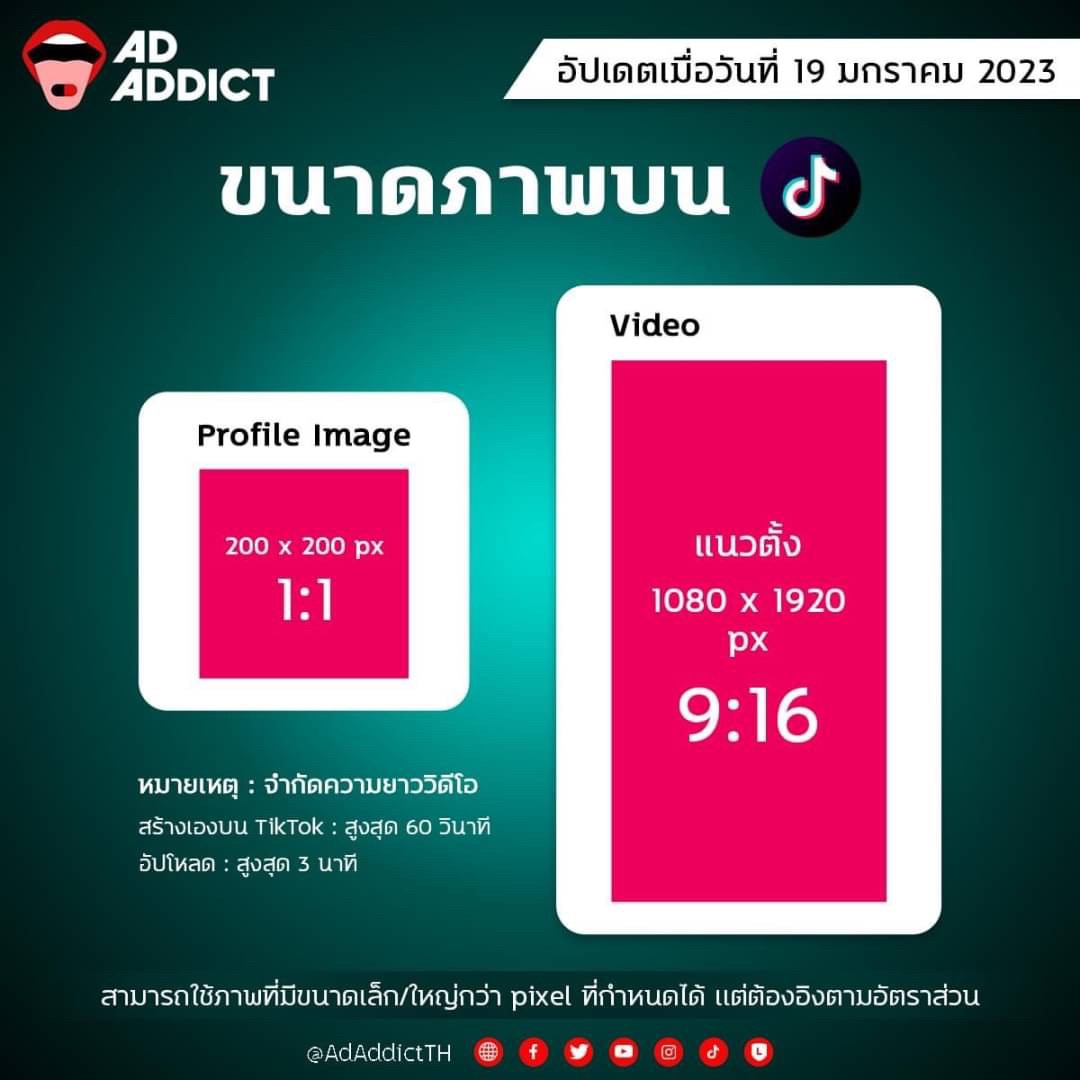 AD
ADDICT
อัปเดตเมื่อวันที่ 19 มกราคม 2023
ขนาดภาพบน
Profile Image
200 x 200 px
1:1
Video
แนวตั้ง
1080 x 1920
px
9:16
หมายเหตุ : จำกัดความยาววิดีโอ
สร้างเองบน TikTok : สูงสุด 60 วินาที
อัปโหลด : สูงสุด 3 นาที
สามารถใช้ภาพที่มีขนาดเล็ก/ใหญ่กว่า pixel ที่กำหนดได้ แต่ต้องอิงตามอัตราส่วน
@AdAddictTH